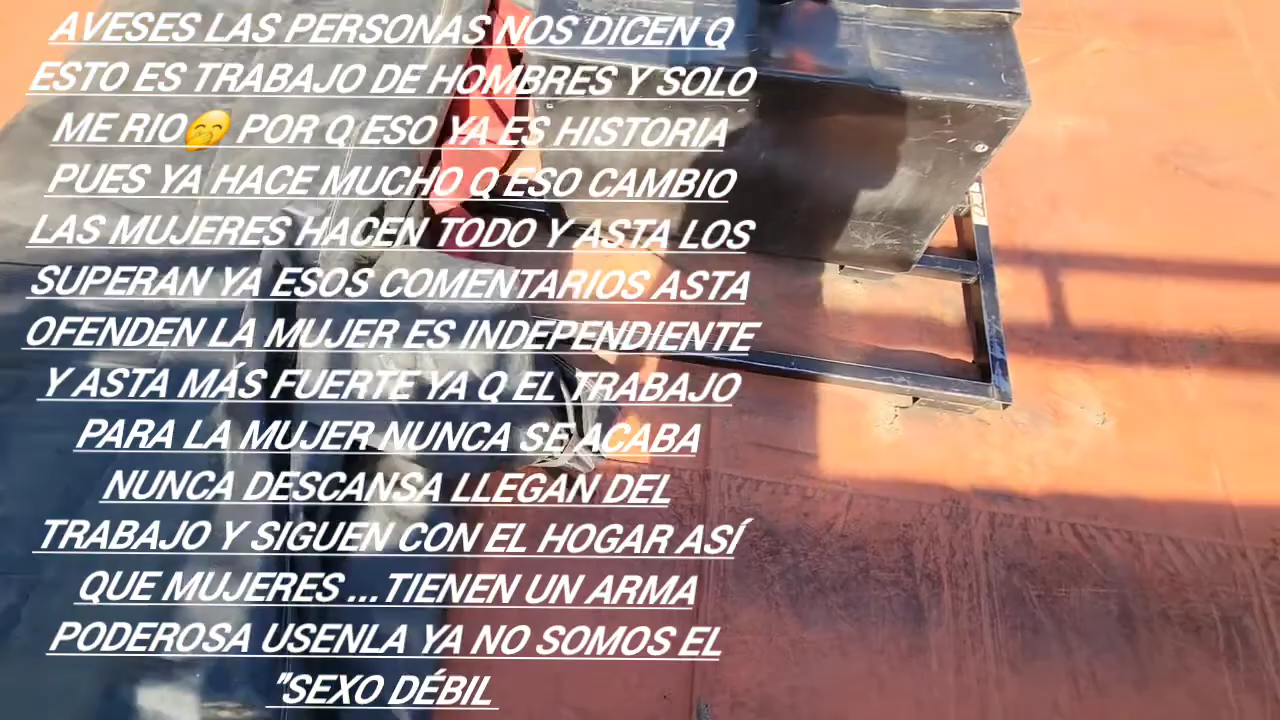 AVESES LAS PERSONAS NOS DICEN Q
ESTO ES TRABAJO DE HOMBRES Y SOLO
ME RIO🤭 POR Q ESO YA ES HISTORIA
PUES YA HACE MUCHO Q ESO CAMBIO
LAS MUJERES HACEN TODO Y ASTA LOS
SUPERAN YA ESOS COMENTARIOS ASTA
OFENDEN LA MUJER ES INDEPENDIENTE
Y ASTA MÁS FUERTE YA Q EL TRABAJO
PARA LA MUJER NUNCA SE ACABA
NUNCA DESCANSA LLEGAN DEL
TRABAJO Y SIGUEN CON EL HOGAR ASÍ
QUE MUJERES ...TIENEN UN ARMA
PODEROSA USENLA YA NO SOMOS EL
"SEXO DÉBIL